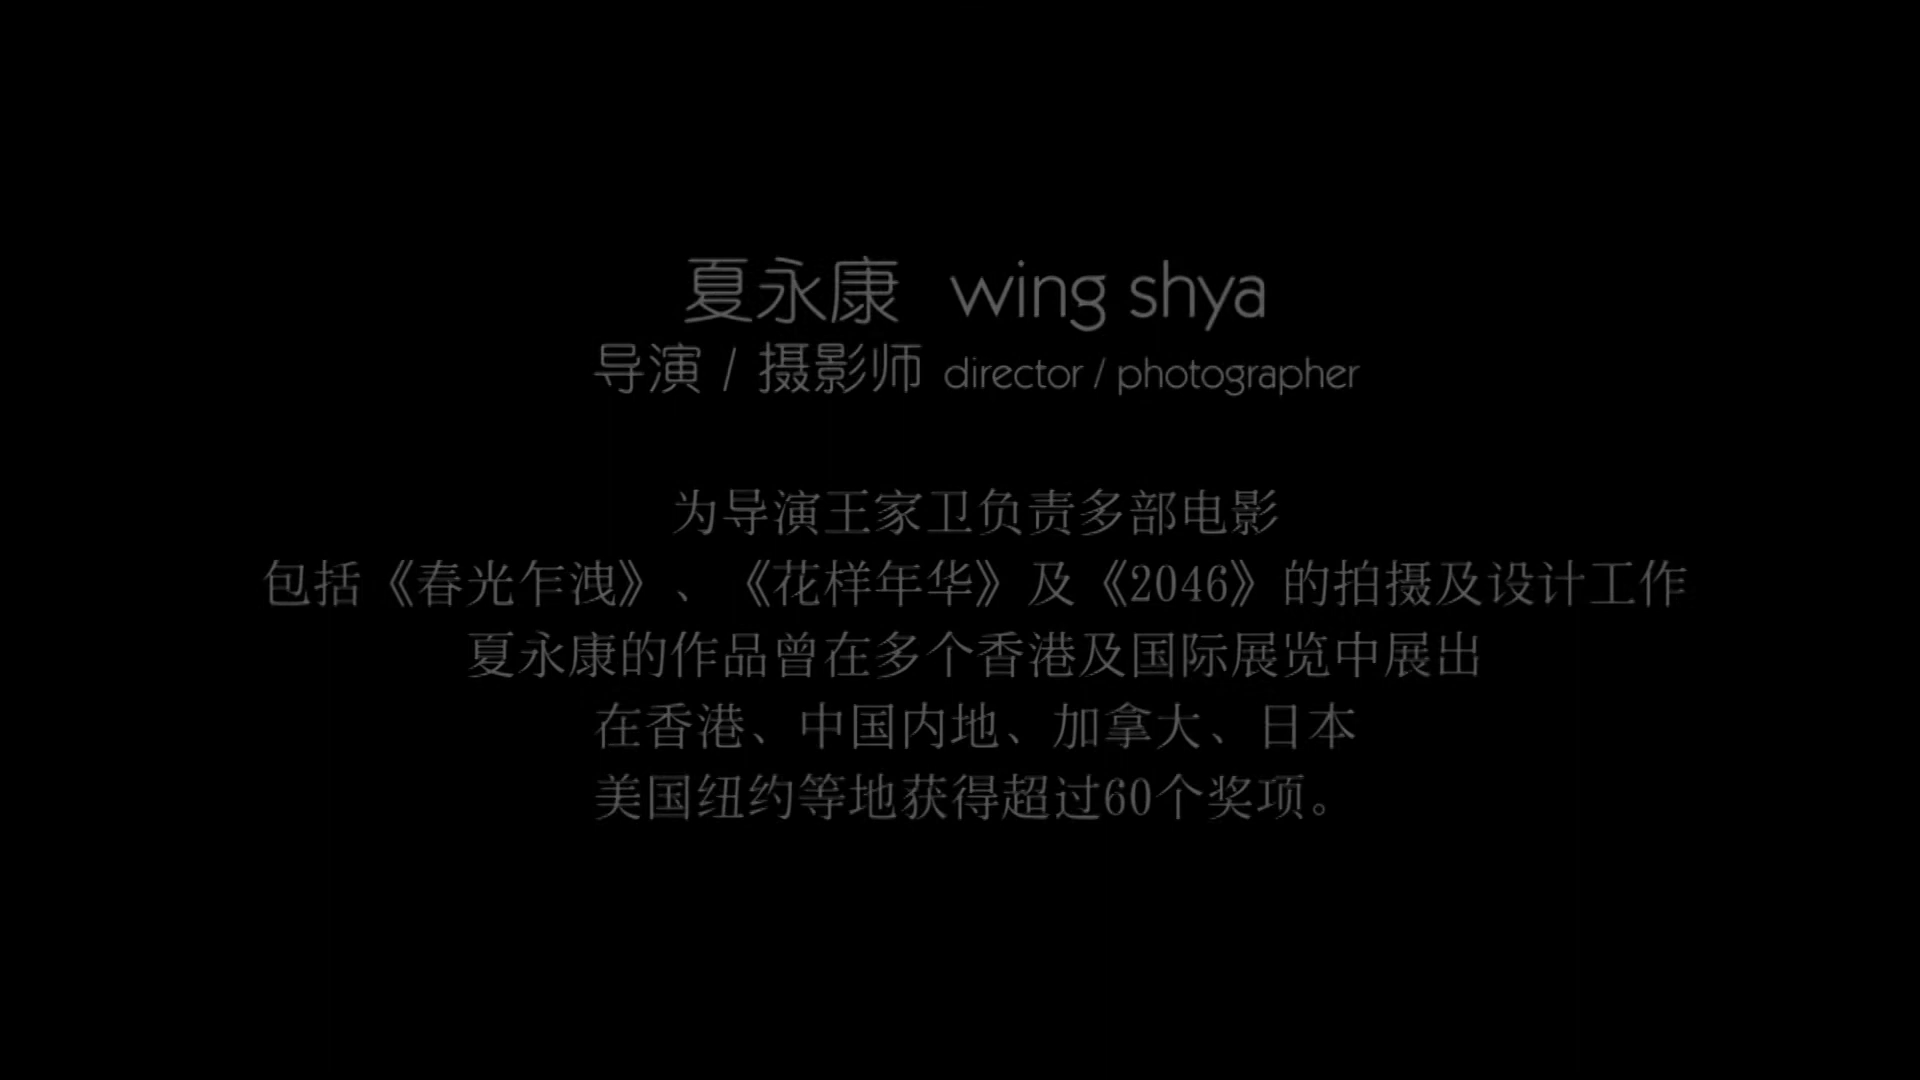 夏永康 wing shya
导演 / 摄影师 director / photographer
为导演王家卫负责多部电影
包括《春光乍洩》、《花样年华》及《2046》的拍摄及设计工作
夏永康的作品曾在多个香港及国际展览中展出
在香港、中国内地、加拿大、日本
美国纽约等地获得超过60个奖项。